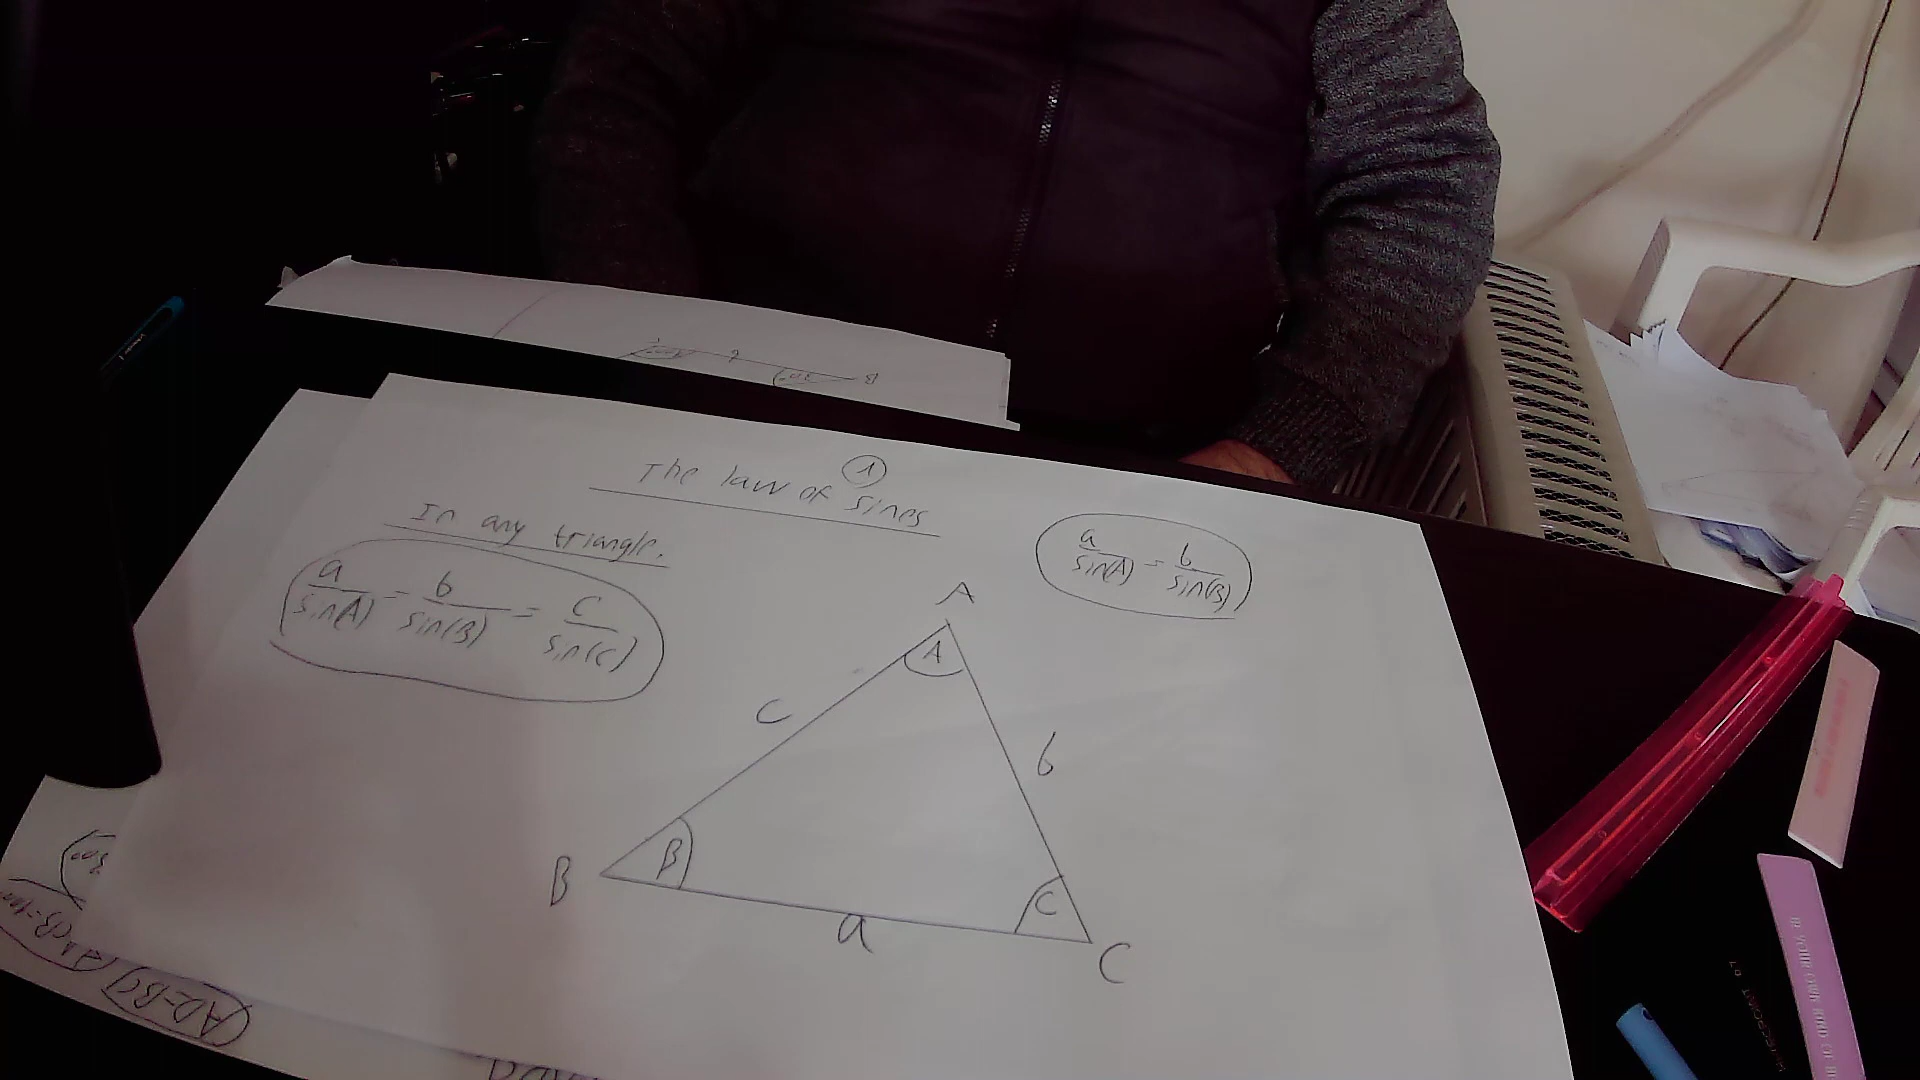 ①
The law of sines
In any triangle.
a/sin(A) = b/sin(B) = c/sin(C)
a/sin(A) = b/sin(B)
A
A
c
b
B
B
C
a
C
AD=BC